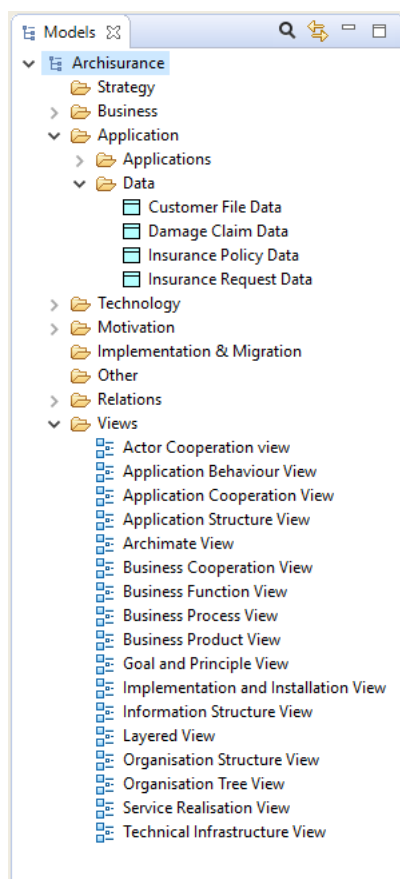 Models
Archisurance
Strategy
Business
Application
Applications
Data
Customer File Data
Damage Claim Data
Insurance Policy Data
Insurance Request Data
Technology
Motivation
Implementation & Migration
Other
Relations
Views
Actor Cooperation view
Application Behaviour View
Application Cooperation View
Application Structure View
Archimate View
Business Cooperation View
Business Function View
Business Process View
Business Product View
Goal and Principle View
Implementation and Installation View
Information Structure View
Layered View
Organisation Structure View
Organisation Tree View
Service Realisation View
Technical Infrastructure View